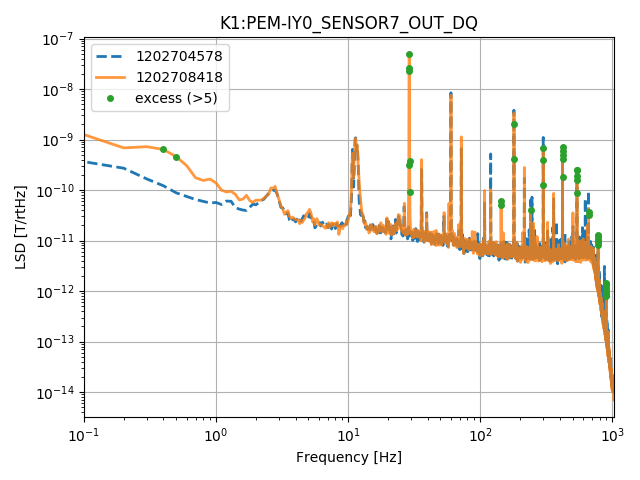 K1:PEM-IY0_SENSOR7_OUT_DQ
1202704578
1202708418
excess (>5)
LSD [T/rtHz]
10⁻⁷
10⁻⁸
10⁻⁹
10⁻¹⁰
10⁻¹¹
10⁻¹²
10⁻¹³
10⁻¹⁴
10⁻¹ 10⁰ 10¹ 10² 10³
Frequency [Hz]